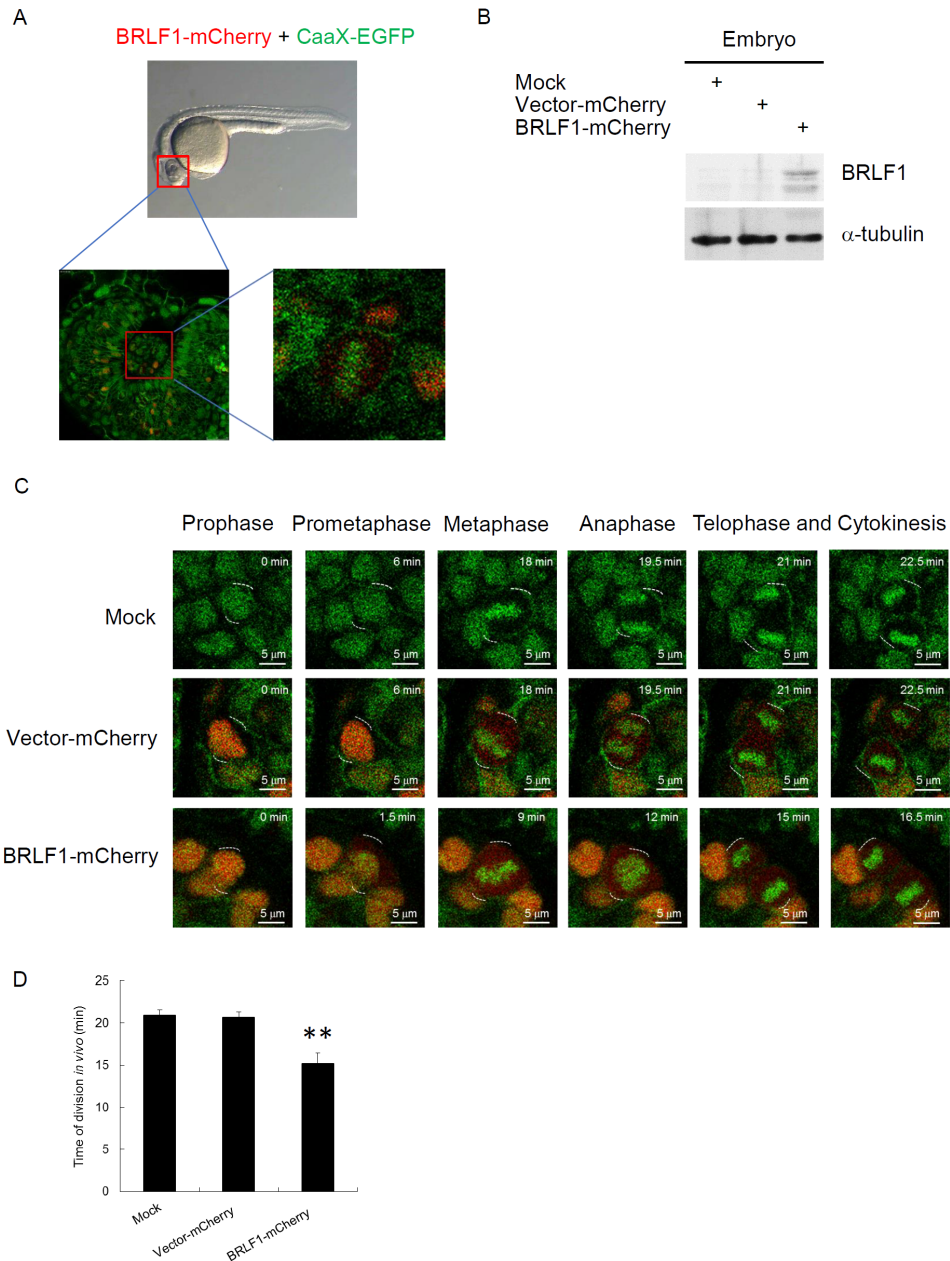 A
BRLF1-mCherry + CaaX-EGFP
B
Embryo
Mock +
Vector-mCherry +
BRLF1-mCherry +
BRLF1
α-tubulin
C
Prophase Prometaphase Metaphase Anaphase Telophase and Cytokinesis
Mock
0 min 6 min 18 min 19.5 min 21 min 22.5 min
5 μm 5 μm 5 μm 5 μm 5 μm 5 μm
Vector-mCherry
0 min 6 min 18 min 19.5 min 21 min 22.5 min
5 μm 5 μm 5 μm 5 μm 5 μm 5 μm
BRLF1-mCherry
0 min 1.5 min 9 min 12 min 15 min 16.5 min
5 μm 5 μm 5 μm 5 μm 5 μm 5 μm
D
Time of division in vivo (min)
25
20
15
10
5
0
**
Mock
Vector-mCherry
BRLF1-mCherry